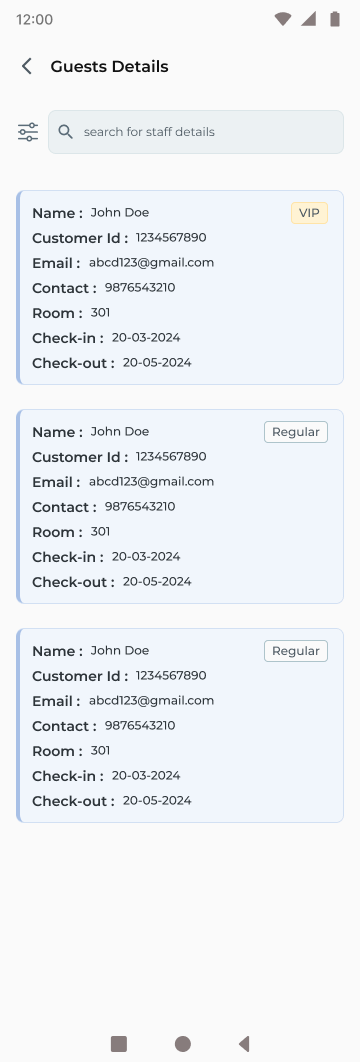 12:00
Guests Details
search for staff details
Name : John Doe VIP
Customer Id : 1234567890
Email : abcd123@gmail.com
Contact : 9876543210
Room : 301
Check-in : 20-03-2024
Check-out : 20-05-2024
Name : John Doe Regular
Customer Id : 1234567890
Email : abcd123@gmail.com
Contact : 9876543210
Room : 301
Check-in : 20-03-2024
Check-out : 20-05-2024
Name : John Doe Regular
Customer Id : 1234567890
Email : abcd123@gmail.com
Contact : 9876543210
Room : 301
Check-in : 20-03-2024
Check-out : 20-05-2024